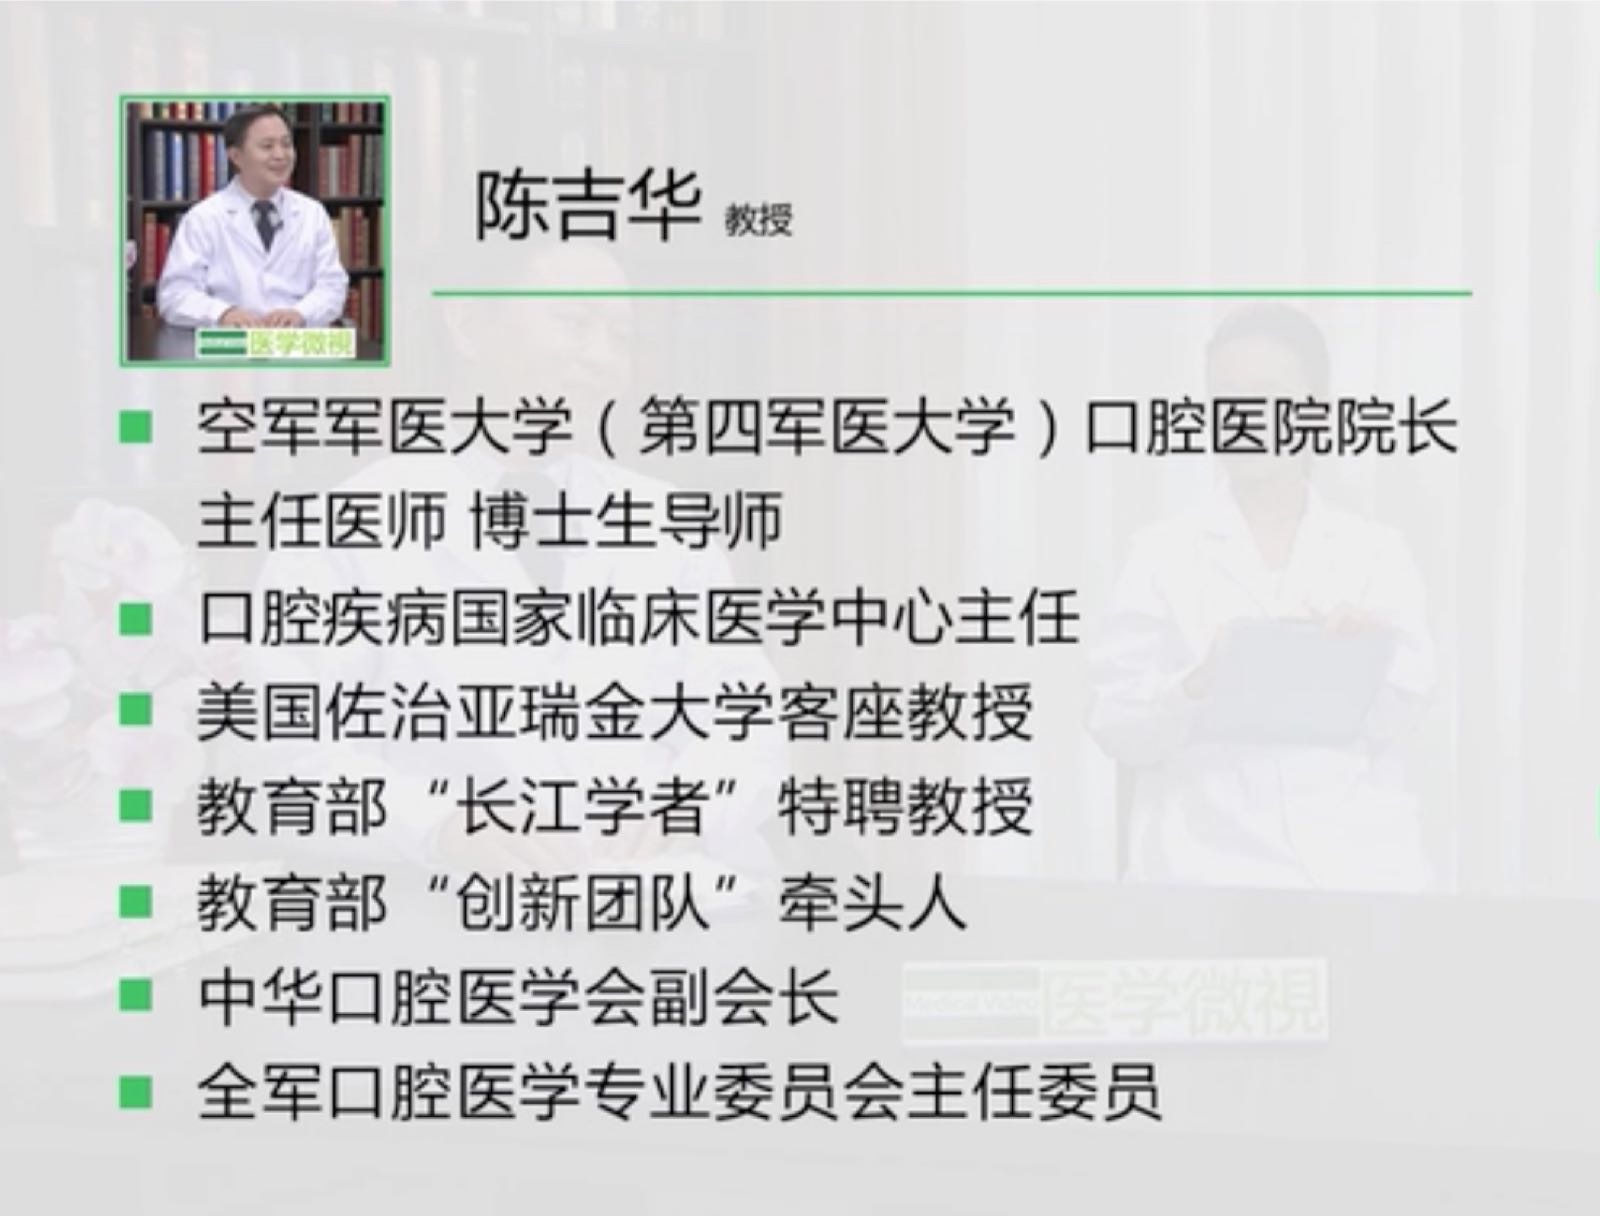 陈吉华 教授
医学微視
空军军医大学（第四军医大学）口腔医院院长
主任医师 博士生导师
口腔疾病国家临床医学中心主任
美国佐治亚瑞金大学客座教授
教育部“长江学者”特聘教授
教育部“创新团队”牵头人
中华口腔医学会副会长
Medical Video 医学微視
全军口腔医学专业委员会主任委员